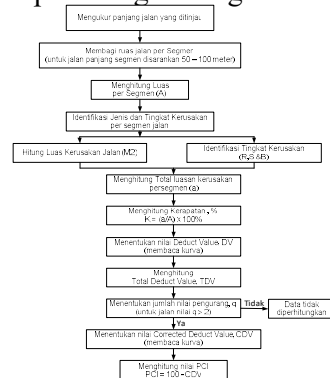 Mengukur panjang jalan yang ditinjau
Membagi ruas jalan per Segmen
(untuk jalan panjang segmen disarankan 50 – 100 meter)
Menghitung Luas
per Segmen (A)
Identifikasi Jenis dan Tingkat Kerusakan
per segmen jalan
Hitung Luas Kerusakan Jalan (M2)
Identifikasi Tingkat Kerusakan
(R,S &B)
Menghitung Total luasan kerusakan
persegmen (a)
Menghitung Kerapatan , %
K= (a/A) x 100%
Menentukan nilai Deduct Value, DV
(membaca kurva)
Menghitung
Total Deduct Value, TDV
Menentukan jumlah nilai pengurang, q
(untuk jalan nilai q > 2)
Tidak
Data tidak
diperhitungkan
Ya
Menentukan nilai Corrected Deduct Value, CDV
(membaca kurva)
Menghitung nilai PCI
PCI = 100 -CDV